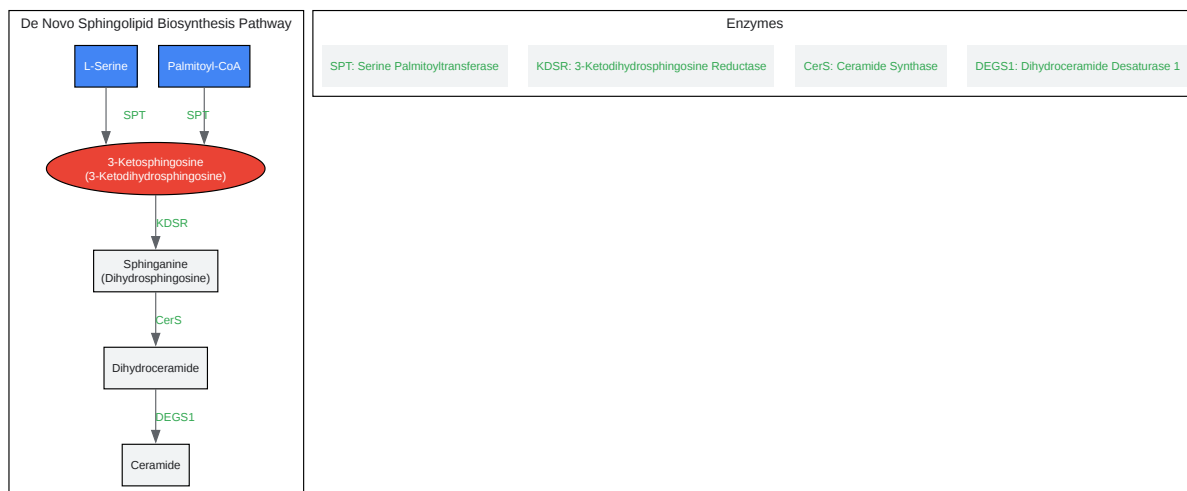 De Novo Sphingolipid Biosynthesis Pathway
L-Serine
Palmitoyl-CoA
SPT
SPT
3-Ketosphingosine
(3-Ketodihydrosphingosine)
KDSR
Sphinganine
(Dihydrosphingosine)
CerS
Dihydroceramide
DEGS1
Ceramide
Enzymes
SPT: Serine Palmitoyltransferase
KDSR: 3-Ketodihydrosphingosine Reductase
CerS: Ceramide Synthase
DEGS1: Dihydroceramide Desaturase 1